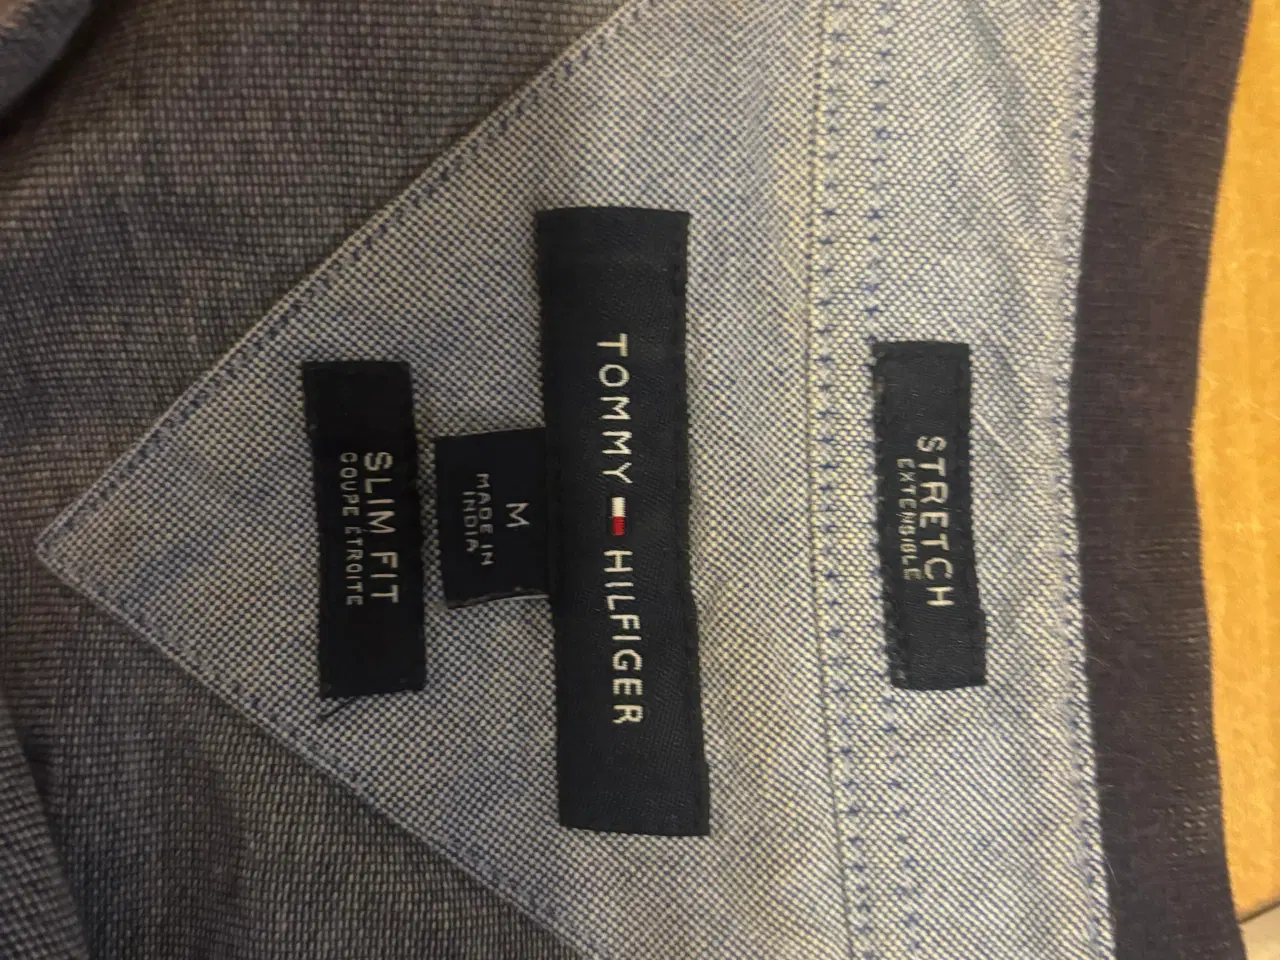 STRETCH
EXTENSIBLE
TOMMY HILFIGER
M
MADE IN
INDIA
SLIM FIT
COUPE ÉTROITE